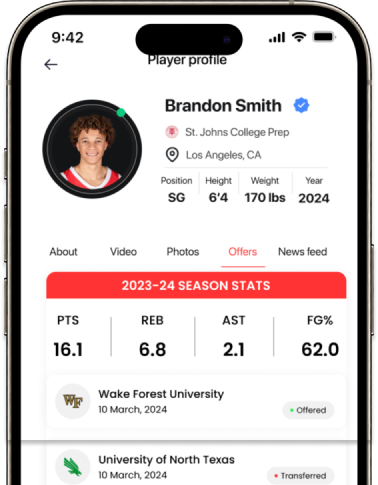 9:42
Player profile
Brandon Smith
St. Johns College Prep
Los Angeles, CA
Position Height Weight Year
SG 6'4 170 lbs 2024
About Video Photos Offers News feed
2023-24 SEASON STATS
PTS REB AST FG%
16.1 6.8 2.1 62.0
WF
Wake Forest University
10 March, 2024
Offered
University of North Texas
10 March, 2024
Transferred